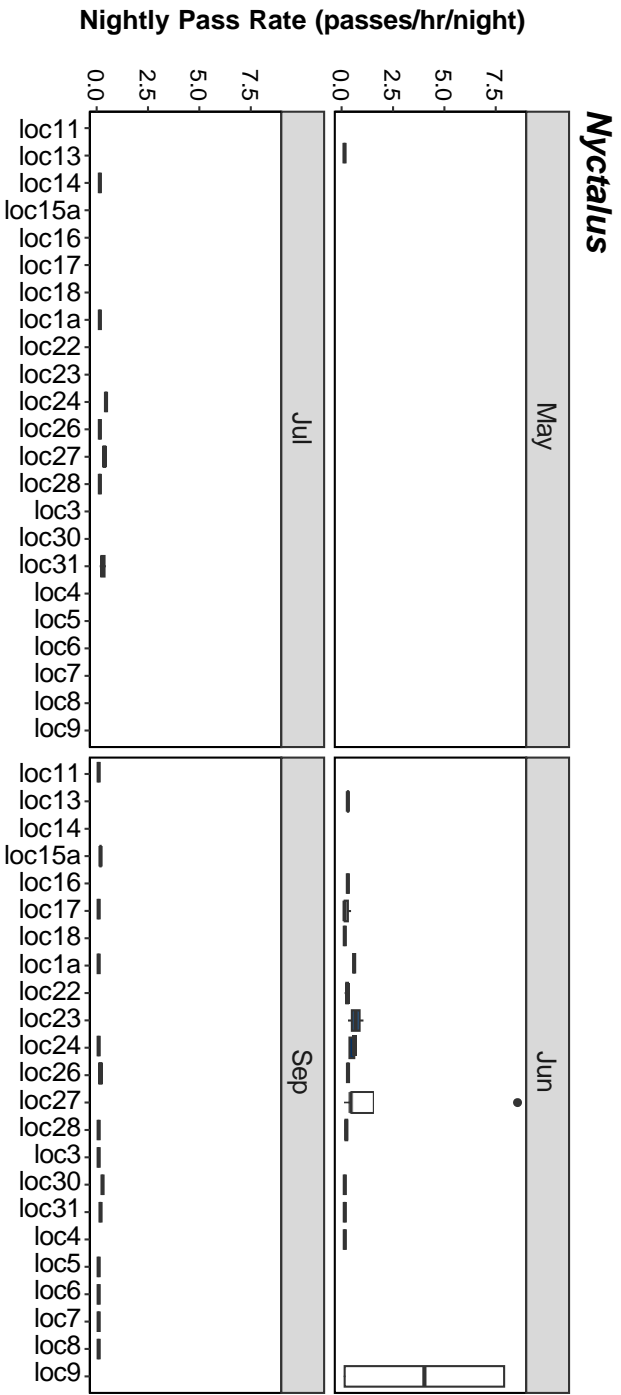 Nyctalus
May
Jun
Nightly Pass Rate (passes/hr/night)
0.0
2.5
5.0
7.5
Jul
Sep
0.0
2.5
5.0
7.5
loc11
loc13
loc14
loc15a
loc16
loc17
loc18
loc1a
loc22
loc23
loc24
loc26
loc27
loc28
loc3
loc30
loc31
loc4
loc5
loc6
loc7
loc8
loc9
loc11
loc13
loc14
loc15a
loc16
loc17
loc18
loc1a
loc22
loc23
loc24
loc26
loc27
loc28
loc3
loc30
loc31
loc4
loc5
loc6
loc7
loc8
loc9